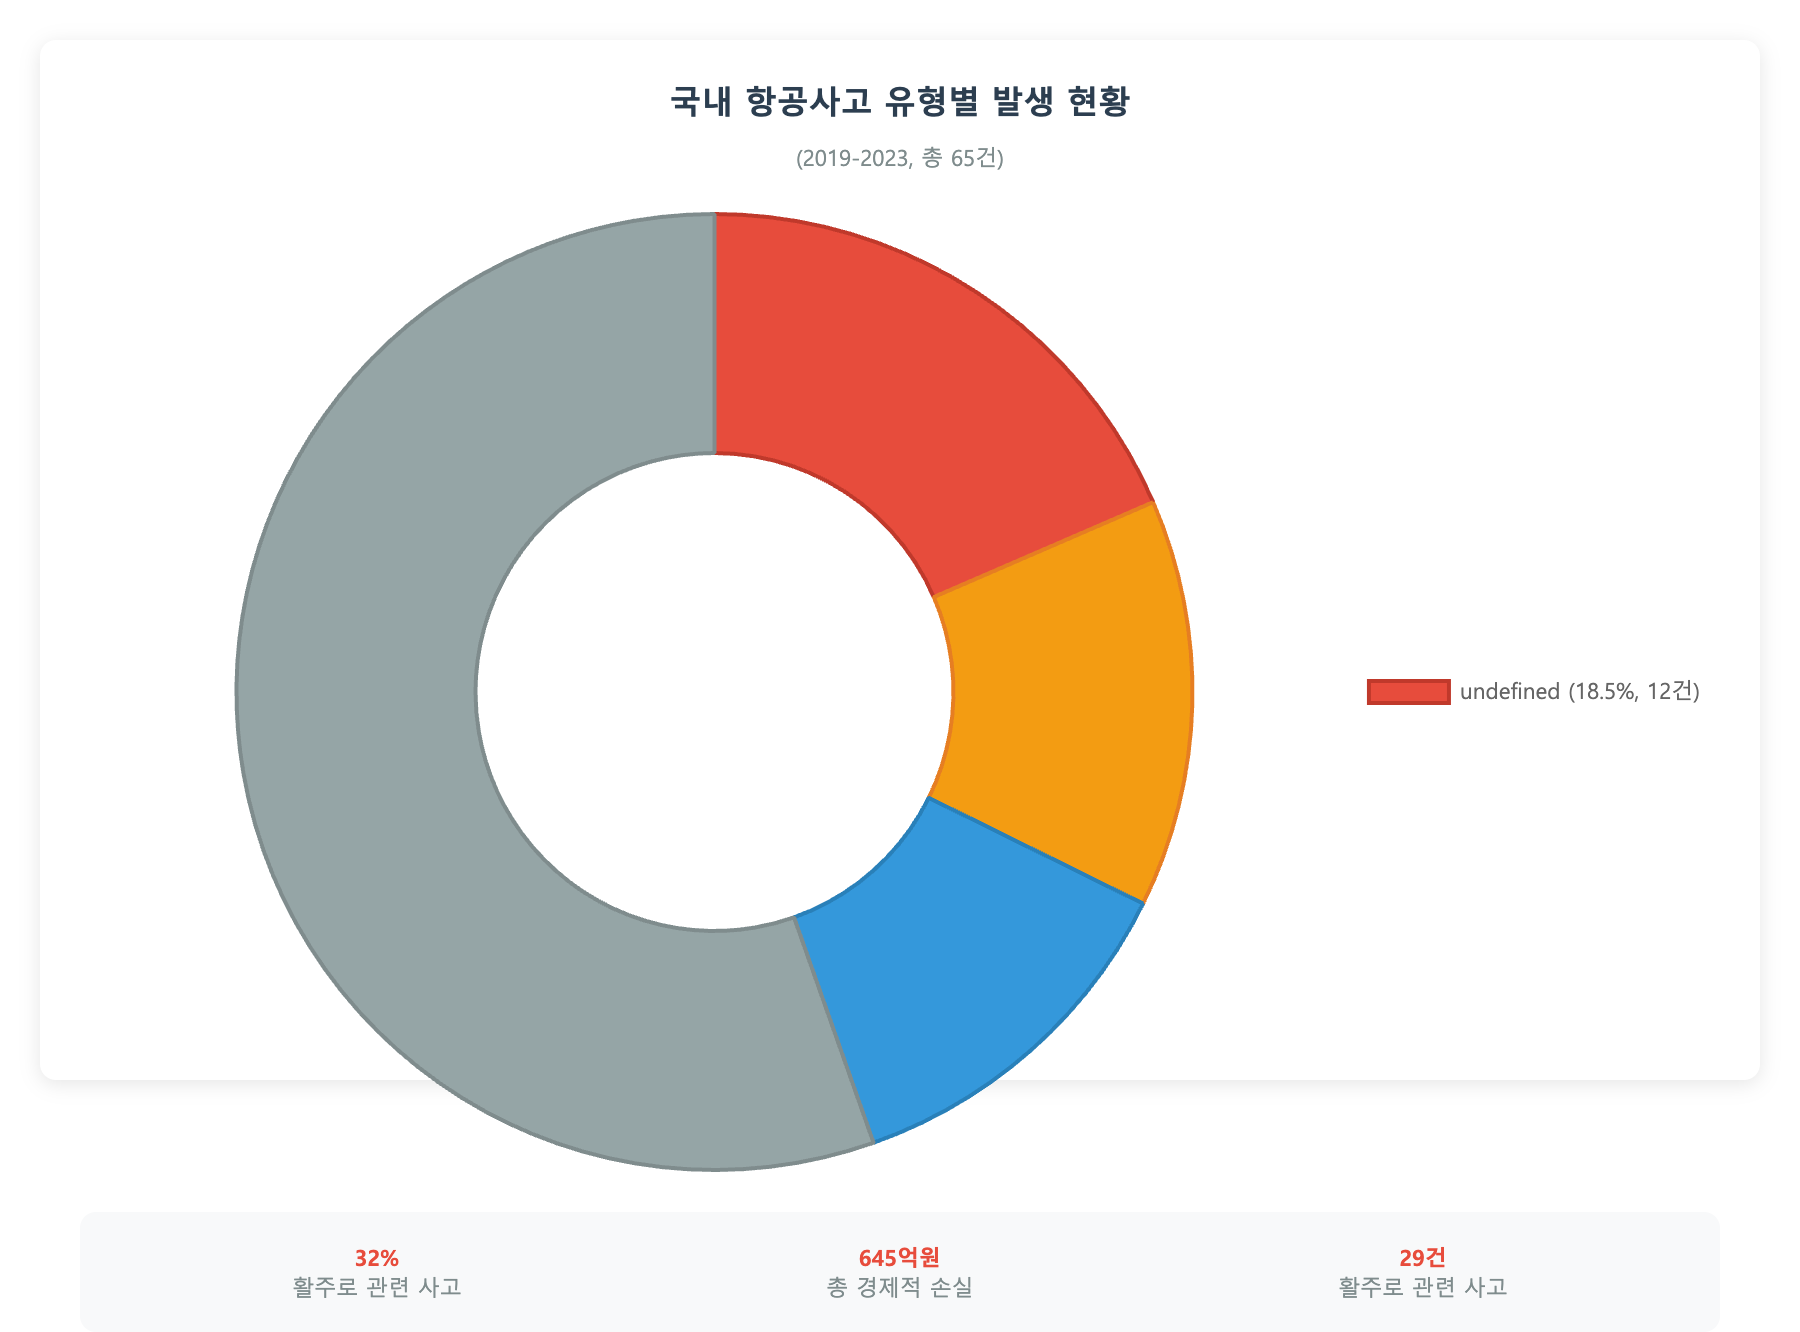 국내 항공사고 유형별 발생 현황
(2019-2023, 총 65건)
undefined (18.5%, 12건)
32%
활주로 관련 사고
645억원
총 경제적 손실
29건
활주로 관련 사고